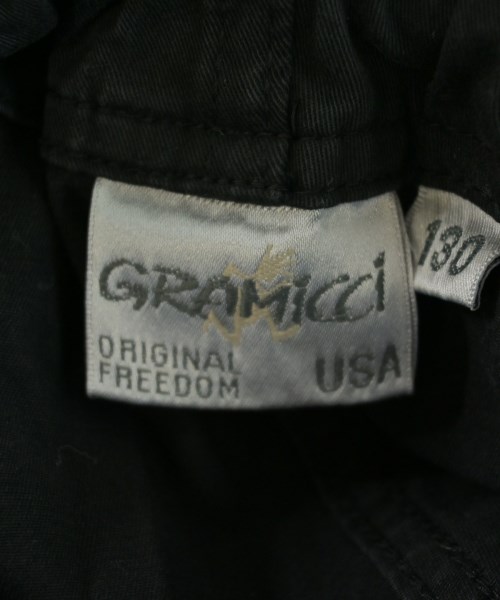 GRAMiCCi
ORIGINAL
FREEDOM
USA
130